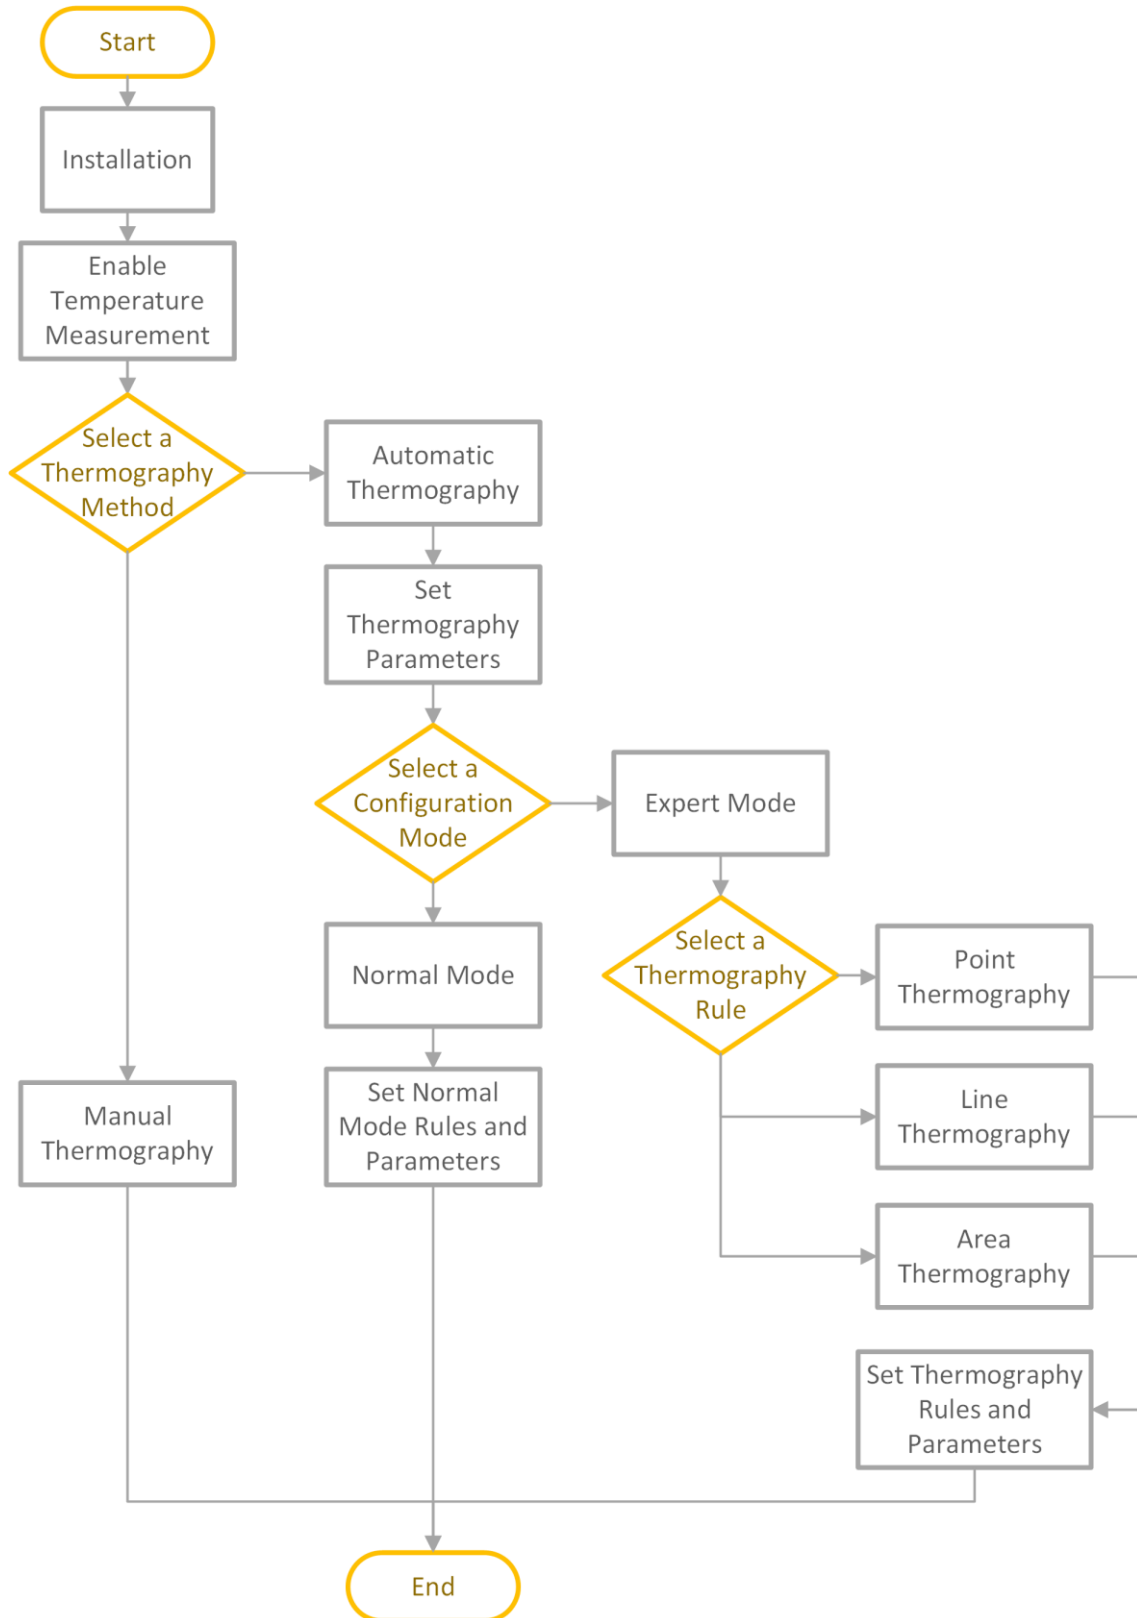 Start
Installation
Enable
Temperature
Measurement
Select a
Thermography
Method
Automatic
Thermography
Set
Thermography
Parameters
Select a
Configuration
Mode
Expert Mode
Normal Mode
Select a
Thermography
Rule
Point
Thermography
Manual
Thermography
Set Normal
Mode Rules and
Parameters
Line
Thermography
Area
Thermography
Set Thermography
Rules and
Parameters
End